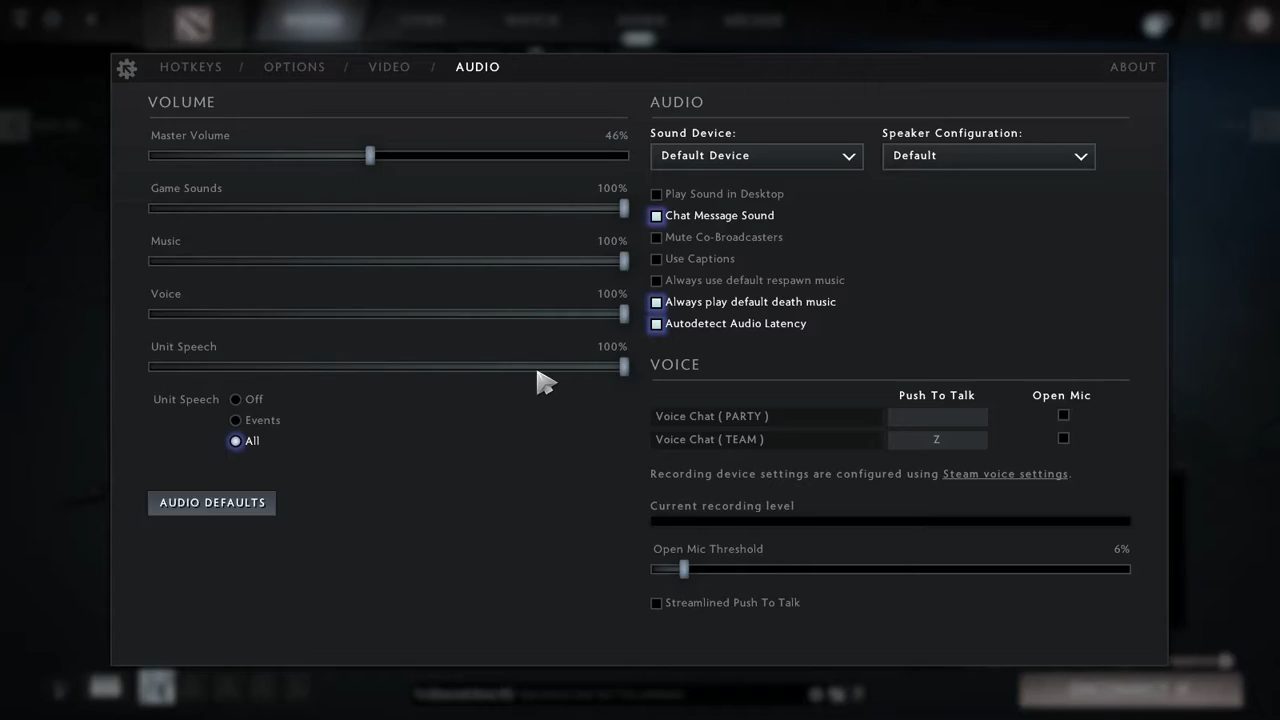 HOTKEYS / OPTIONS / VIDEO / AUDIO
ABOUT
VOLUME
Master Volume 46%
Game Sounds 100%
Music 100%
Voice 100%
Unit Speech 100%
Unit Speech Off
Events
All
AUDIO DEFAULTS
AUDIO
Sound Device: Speaker Configuration:
Default Device Default
Play Sound in Desktop
Chat Message Sound
Mute Co-Broadcasters
Use Captions
Always use default respawn music
Always play default death music
Autodetect Audio Latency
VOICE
Push To Talk Open Mic
Voice Chat ( PARTY )
Voice Chat ( TEAM ) Z
Recording device settings are configured using Steam voice settings.
Current recording level
Open Mic Threshold 6%
Streamlined Push To Talk